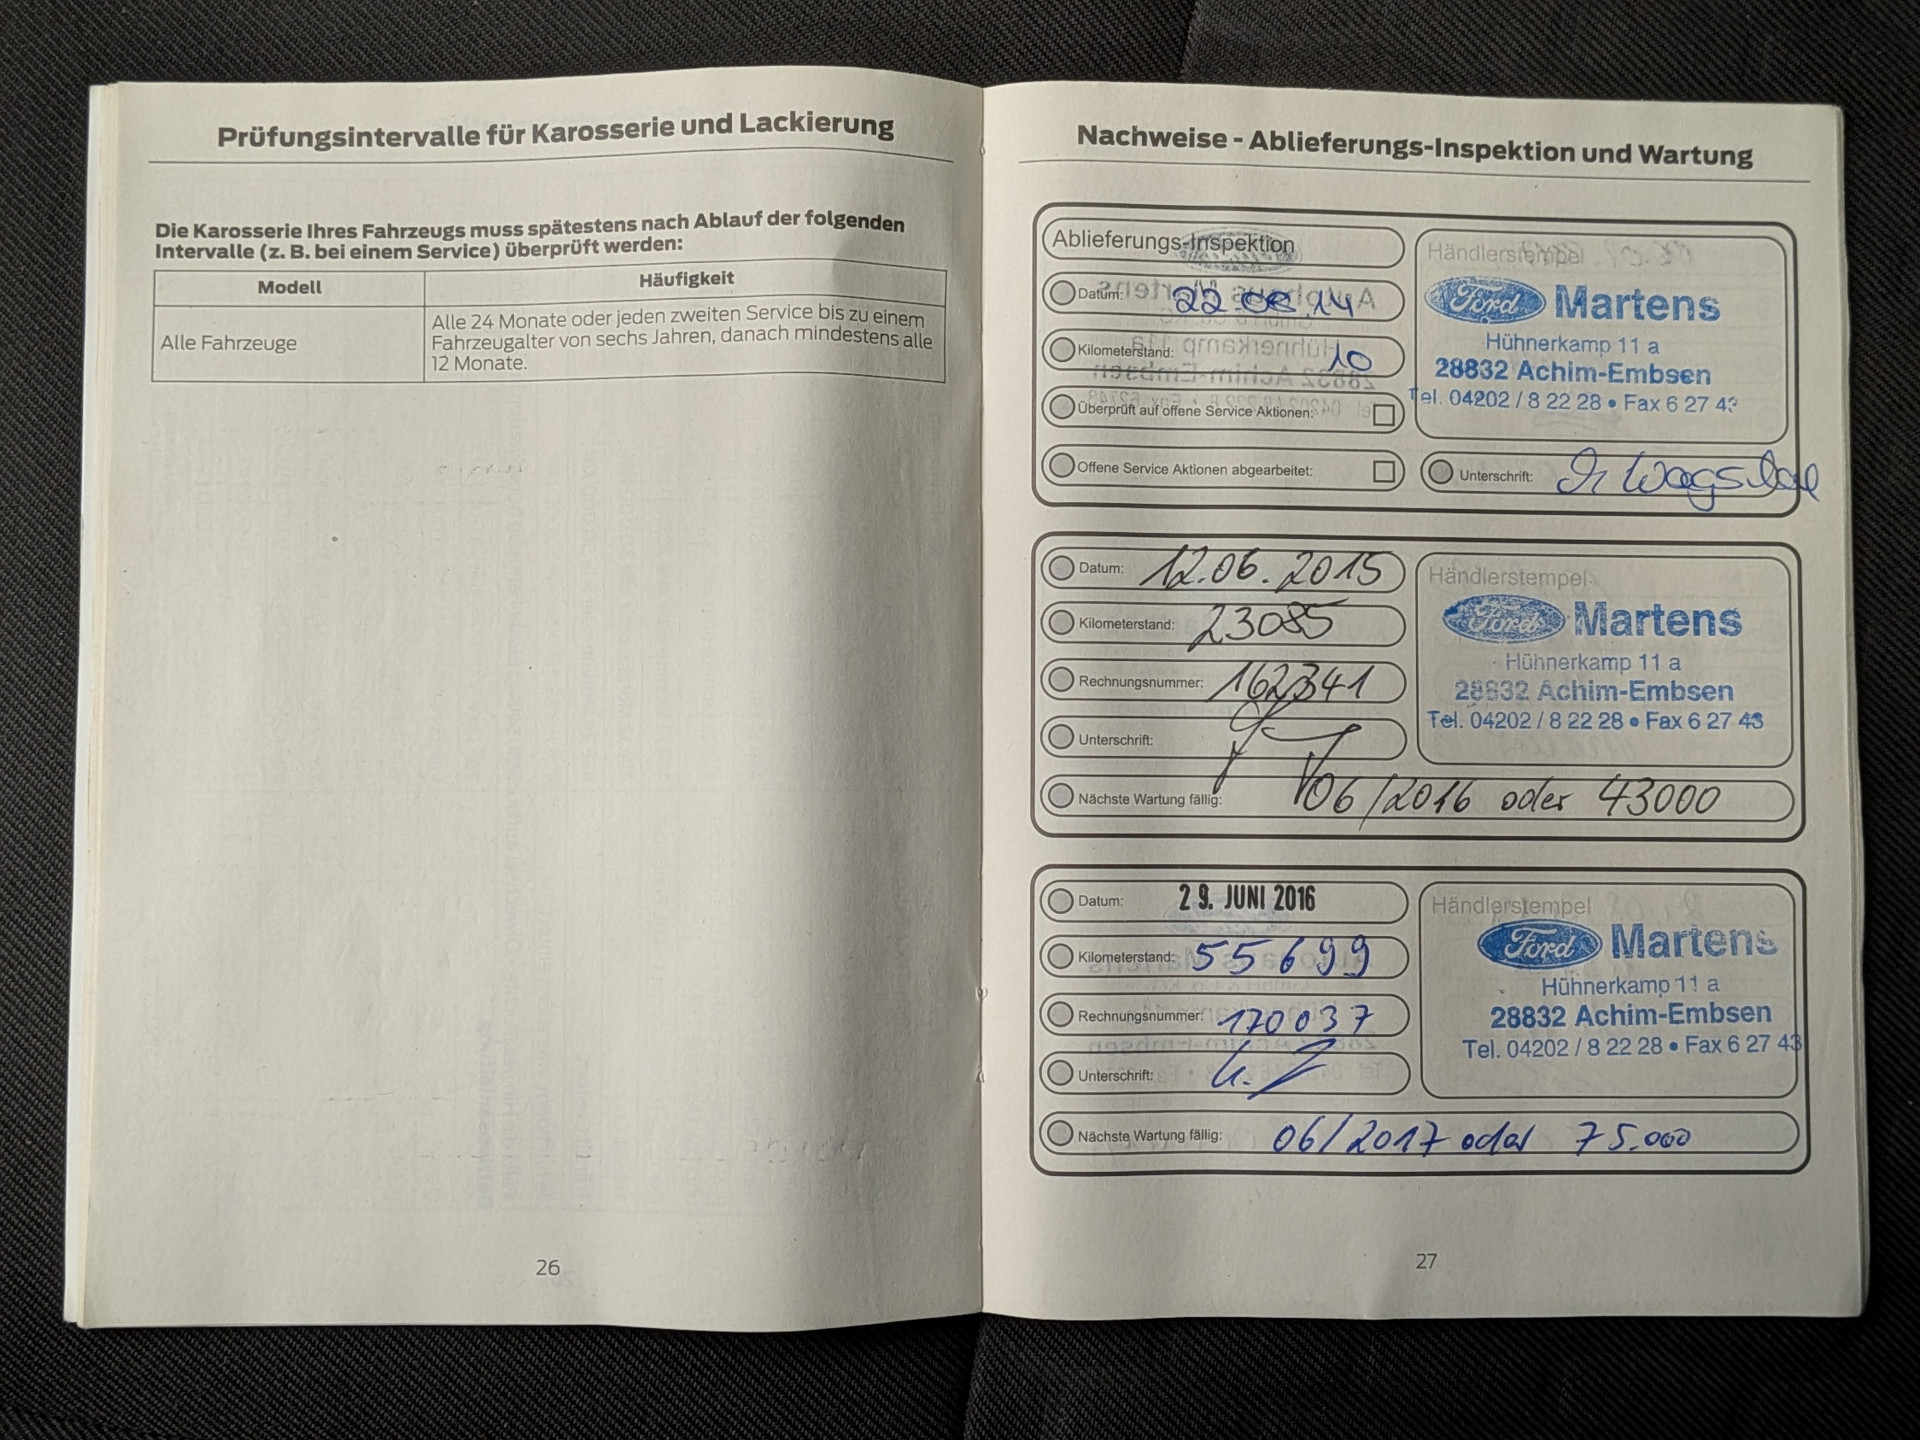 Prüfungsintervalle für Karosserie und Lackierung
Die Karosserie Ihres Fahrzeugs muss spätestens nach Ablauf der folgenden
Intervalle (z. B. bei einem Service) überprüft werden:
Modell
Häufigkeit
Alle Fahrzeuge
Alle 24 Monate oder jeden zweiten Service bis zu einem
Fahrzeugalter von sechs Jahren, danach mindestens alle
12 Monate.
26
Nachweise - Ablieferungs-Inspektion und Wartung
Ablieferungs-Inspektion
Datum: 22.08.14
Kilometerstand: 10
Überprüft auf offene Service Aktionen:
Offene Service Aktionen abgearbeitet:
Händlerstempel
Ford Martens
Hühnerkamp 11 a
28832 Achim-Embsen
Tel. 04202 / 8 22 28 • Fax 6 27 43
Unterschrift:
Datum: 12.06.2015
Kilometerstand: 23085
Rechnungsnummer: 162341
Unterschrift:
Nächste Wartung fällig: 06/2016 oder 43000
Händlerstempel
Ford Martens
Hühnerkamp 11 a
28832 Achim-Embsen
Tel. 04202 / 8 22 28 • Fax 6 27 43
Datum: 29. JUNI 2016
Kilometerstand: 55699
Rechnungsnummer: 170037
Unterschrift:
Nächste Wartung fällig: 06/2017 oder 75.000
Händlerstempel
Ford Martens
Hühnerkamp 11 a
28832 Achim-Embsen
Tel. 04202 / 8 22 28 • Fax 6 27 43
27